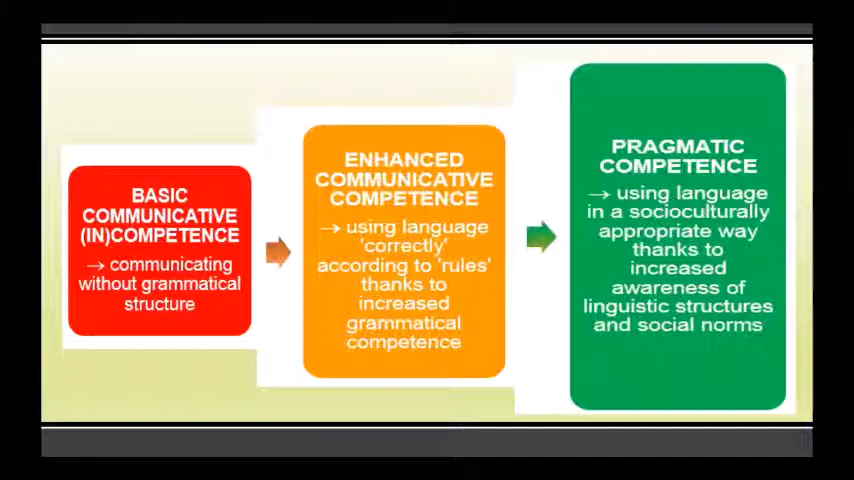 BASIC
COMMUNICATIVE
(IN)COMPETENCE
→ communicating
without grammatical
structure
ENHANCED
COMMUNICATIVE
COMPETENCE
→ using language
'correctly'
according to 'rules'
thanks to
increased
grammatical
competence
PRAGMATIC
COMPETENCE
→ using language
in a socioculturally
appropriate way
thanks to
increased
awareness of
linguistic structures
and social norms